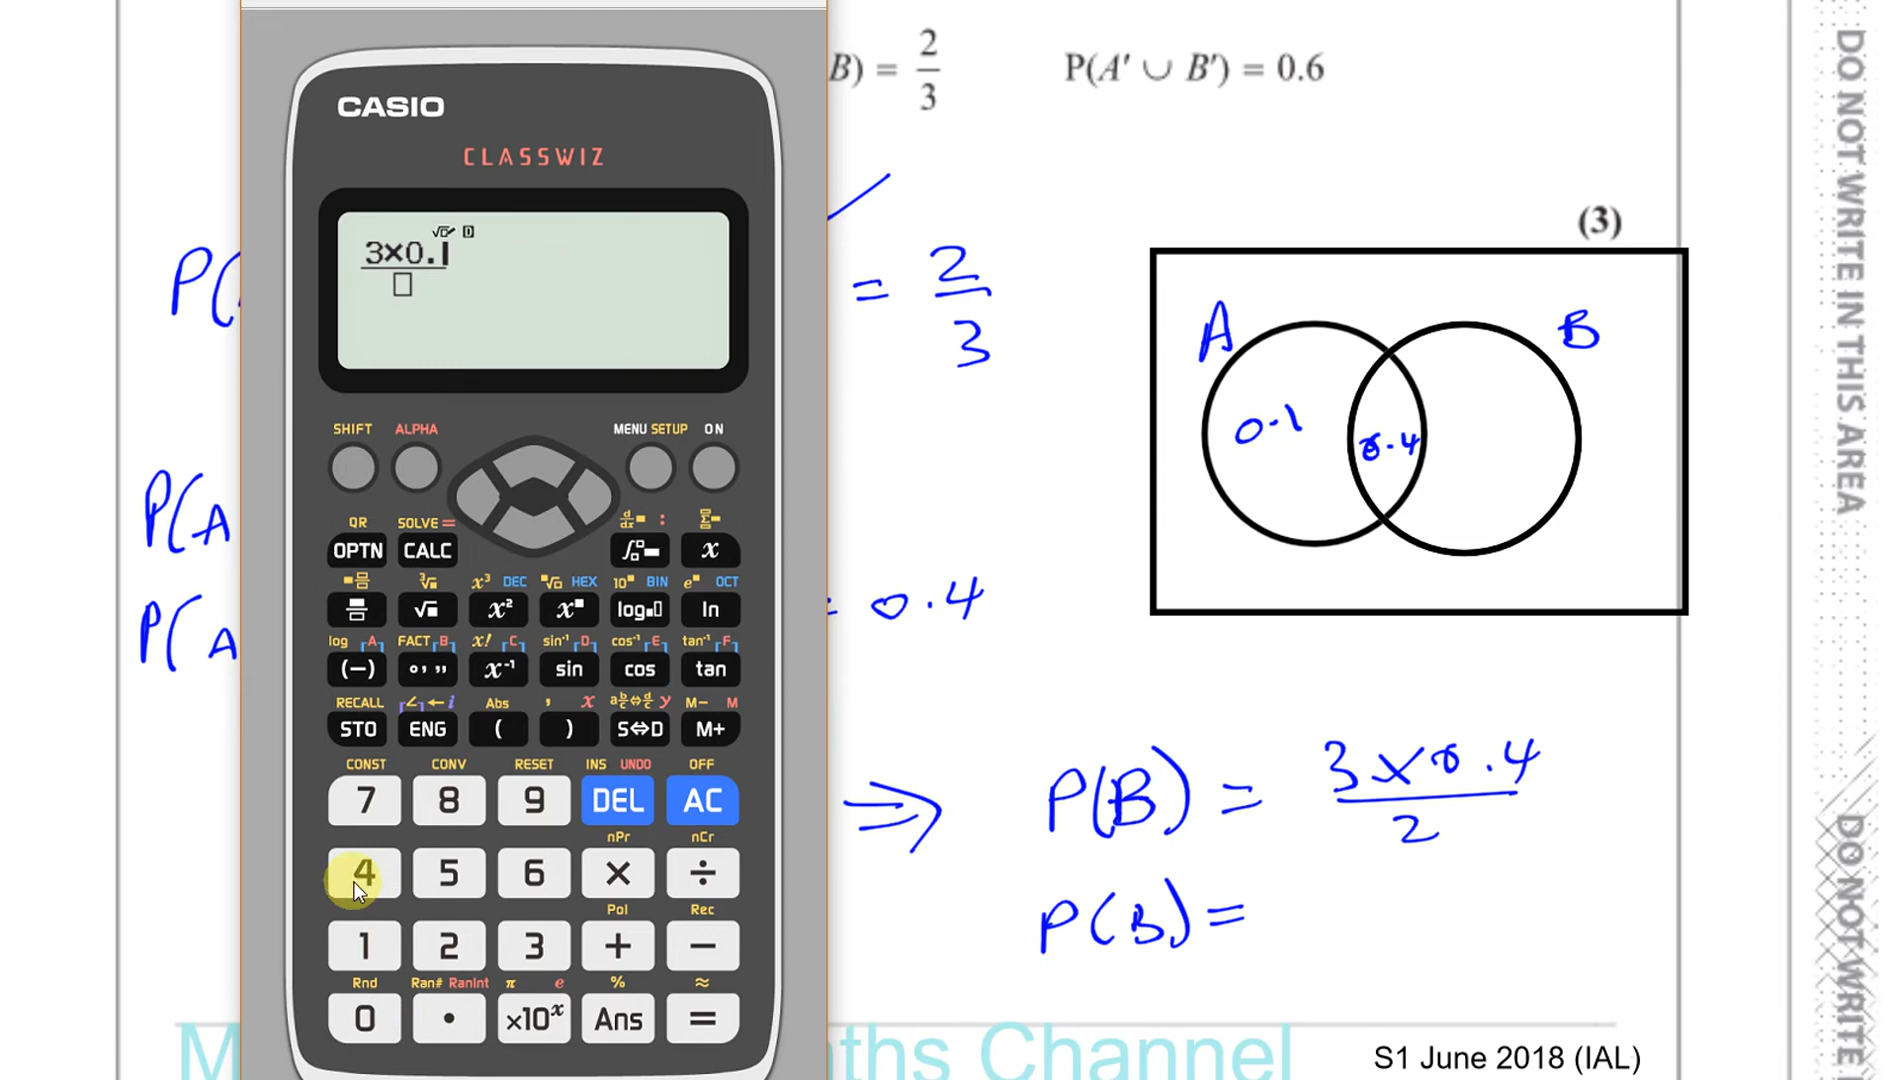 B) = 2/3
P(A′ ∪ B′) = 0.6
(3)
CASIO
CLASSWIZ
√□ D
3×0.
□
SHIFT ALPHA MENU SETUP ON
QR SOLVE = d/dx :
OPTN CALC x
x³ DEC HEX 10■ BIN e■ OCT
√■ x² x■ log■□ ln
log A FACT B x! C sin⁻¹ D cos⁻¹ E tan⁻¹ F
(−) ° ’ ” x⁻¹ sin cos tan
RECALL ∠ ← i Abs , x a b/c ⇔ d/c y M− M
STO ENG ( ) S⇔D M+
CONST CONV RESET INS UNDO OFF
7 8 9 DEL AC
nPr nCr
4 5 6 × ÷
Pol Rec
1 2 3 + −
Rnd Ran# RanInt π e % ≈
0 • ×10ˣ Ans =
P(
= 2/3
P(A
P(A
= 0.4
A
B
0.1
0.4
⇒ P(B) = 3×0.4/2
P(B) =
M
ths Channel
S1 June 2018 (IAL)
DO NOT WRITE IN THIS AREA
DO NOT WRITE